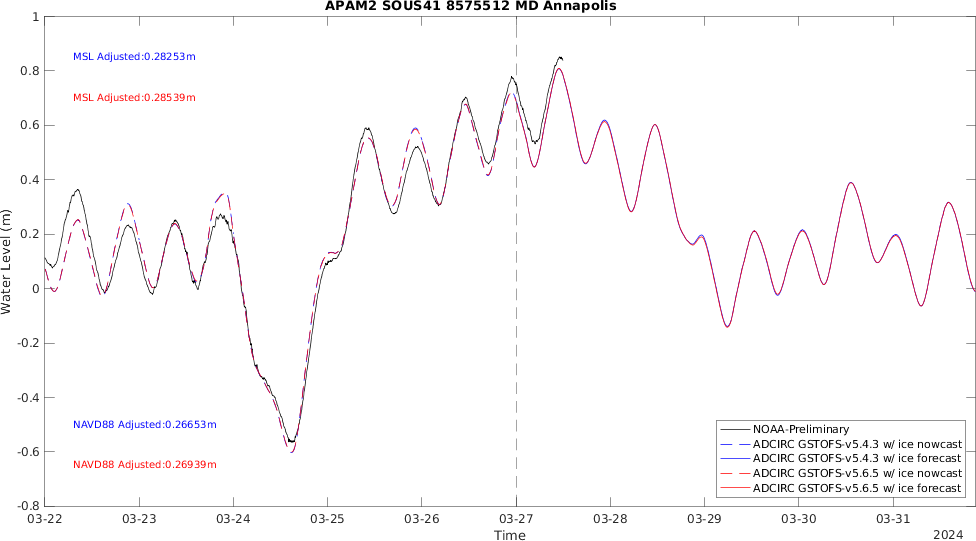 APAM2 SOUS41 8575512 MD Annapolis
1
0.8
0.6
0.4
0.2
0
-0.2
-0.4
-0.6
-0.8
Water Level (m)
MSL Adjusted:0.28253m
MSL Adjusted:0.28539m
NAVD88 Adjusted:0.26653m
NAVD88 Adjusted:0.26939m
NOAA-Preliminary
ADCIRC GSTOFS-v5.4.3 w/ ice nowcast
ADCIRC GSTOFS-v5.4.3 w/ ice forecast
ADCIRC GSTOFS-v5.6.5 w/ ice nowcast
ADCIRC GSTOFS-v5.6.5 w/ ice forecast
03-22 03-23 03-24 03-25 03-26 03-27 03-28 03-29 03-30 03-31
Time
2024